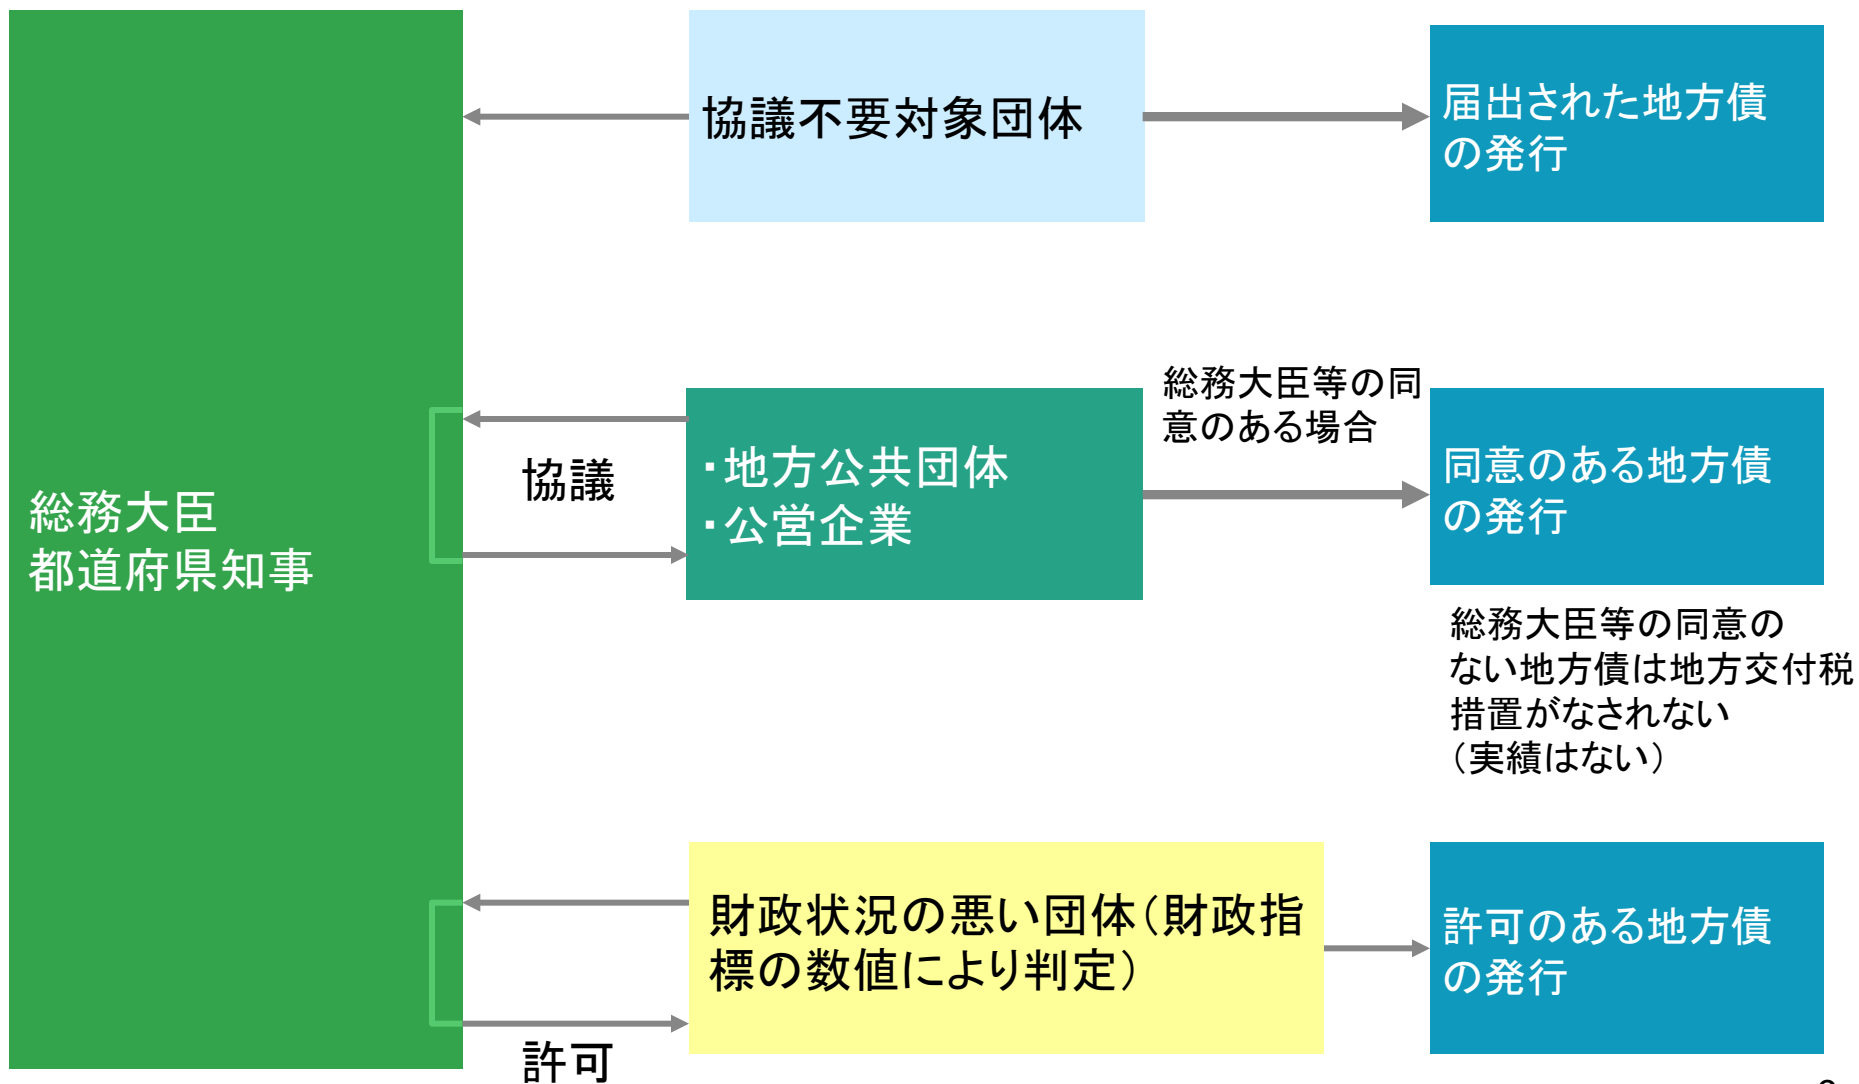 総務大臣
都道府県知事
協議不要対象団体
届出された地方債
の発行
協議
・地方公共団体
・公営企業
総務大臣等の同
意のある場合
同意のある地方債
の発行
総務大臣等の同意の
ない地方債は地方交付税
措置がなされない
（実績はない）
財政状況の悪い団体（財政指
標の数値により判定）
許可
許可のある地方債
の発行